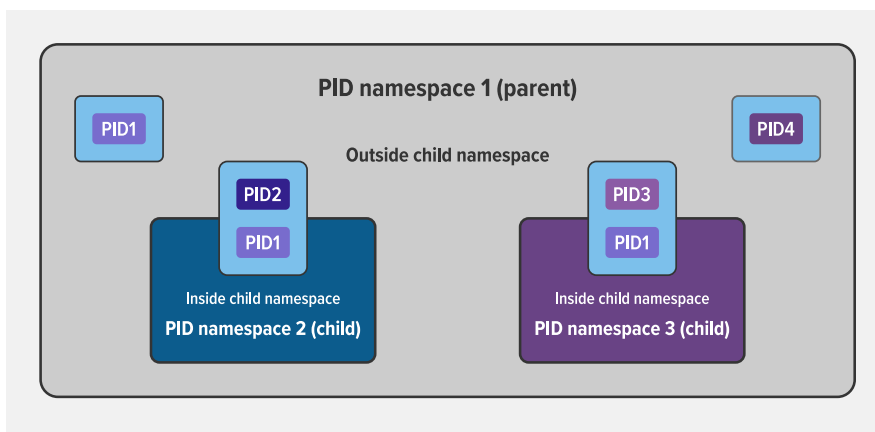 PID namespace 1 (parent)
PID1
PID4
Outside child namespace
PID2
PID1
Inside child namespace
PID namespace 2 (child)
PID3
PID1
Inside child namespace
PID namespace 3 (child)